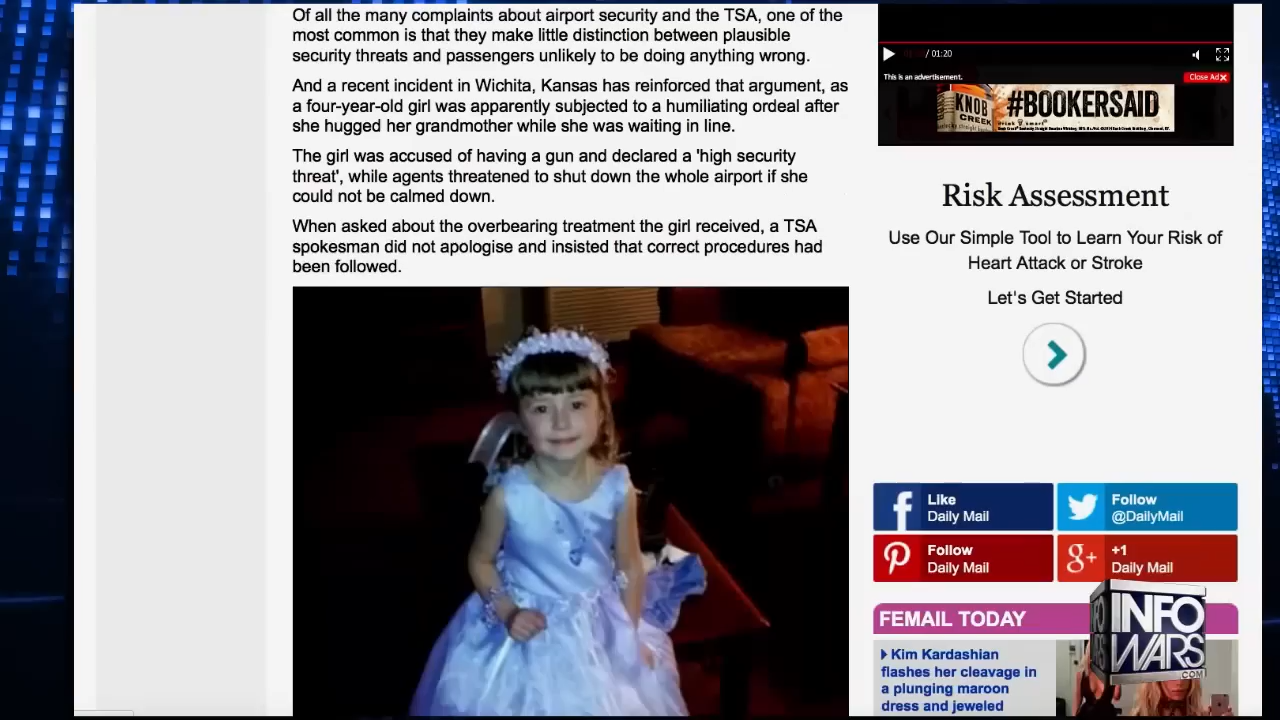 Of all the many complaints about airport security and the TSA, one of the
most common is that they make little distinction between plausible
security threats and passengers unlikely to be doing anything wrong.
And a recent incident in Wichita, Kansas has reinforced that argument, as
a four-year-old girl was apparently subjected to a humiliating ordeal after
she hugged her grandmother while she was waiting in line.
The girl was accused of having a gun and declared a 'high security
threat', while agents threatened to shut down the whole airport if she
could not be calmed down.
When asked about the overbearing treatment the girl received, a TSA
spokesman did not apologise and insisted that correct procedures had
been followed.
/ 01:20
This is an advertisement.
Close Ad X
KNOB
CREEK
#BOOKERSAID
Risk Assessment
Use Our Simple Tool to Learn Your Risk of
Heart Attack or Stroke
Let's Get Started
Like
Daily Mail
Follow
@DailyMail
Follow
Daily Mail
+1
Daily Mail
FEMAIL TODAY
Kim Kardashian
flashes her cleavage in
a plunging maroon
dress and jeweled
INFO
WARS
.COM